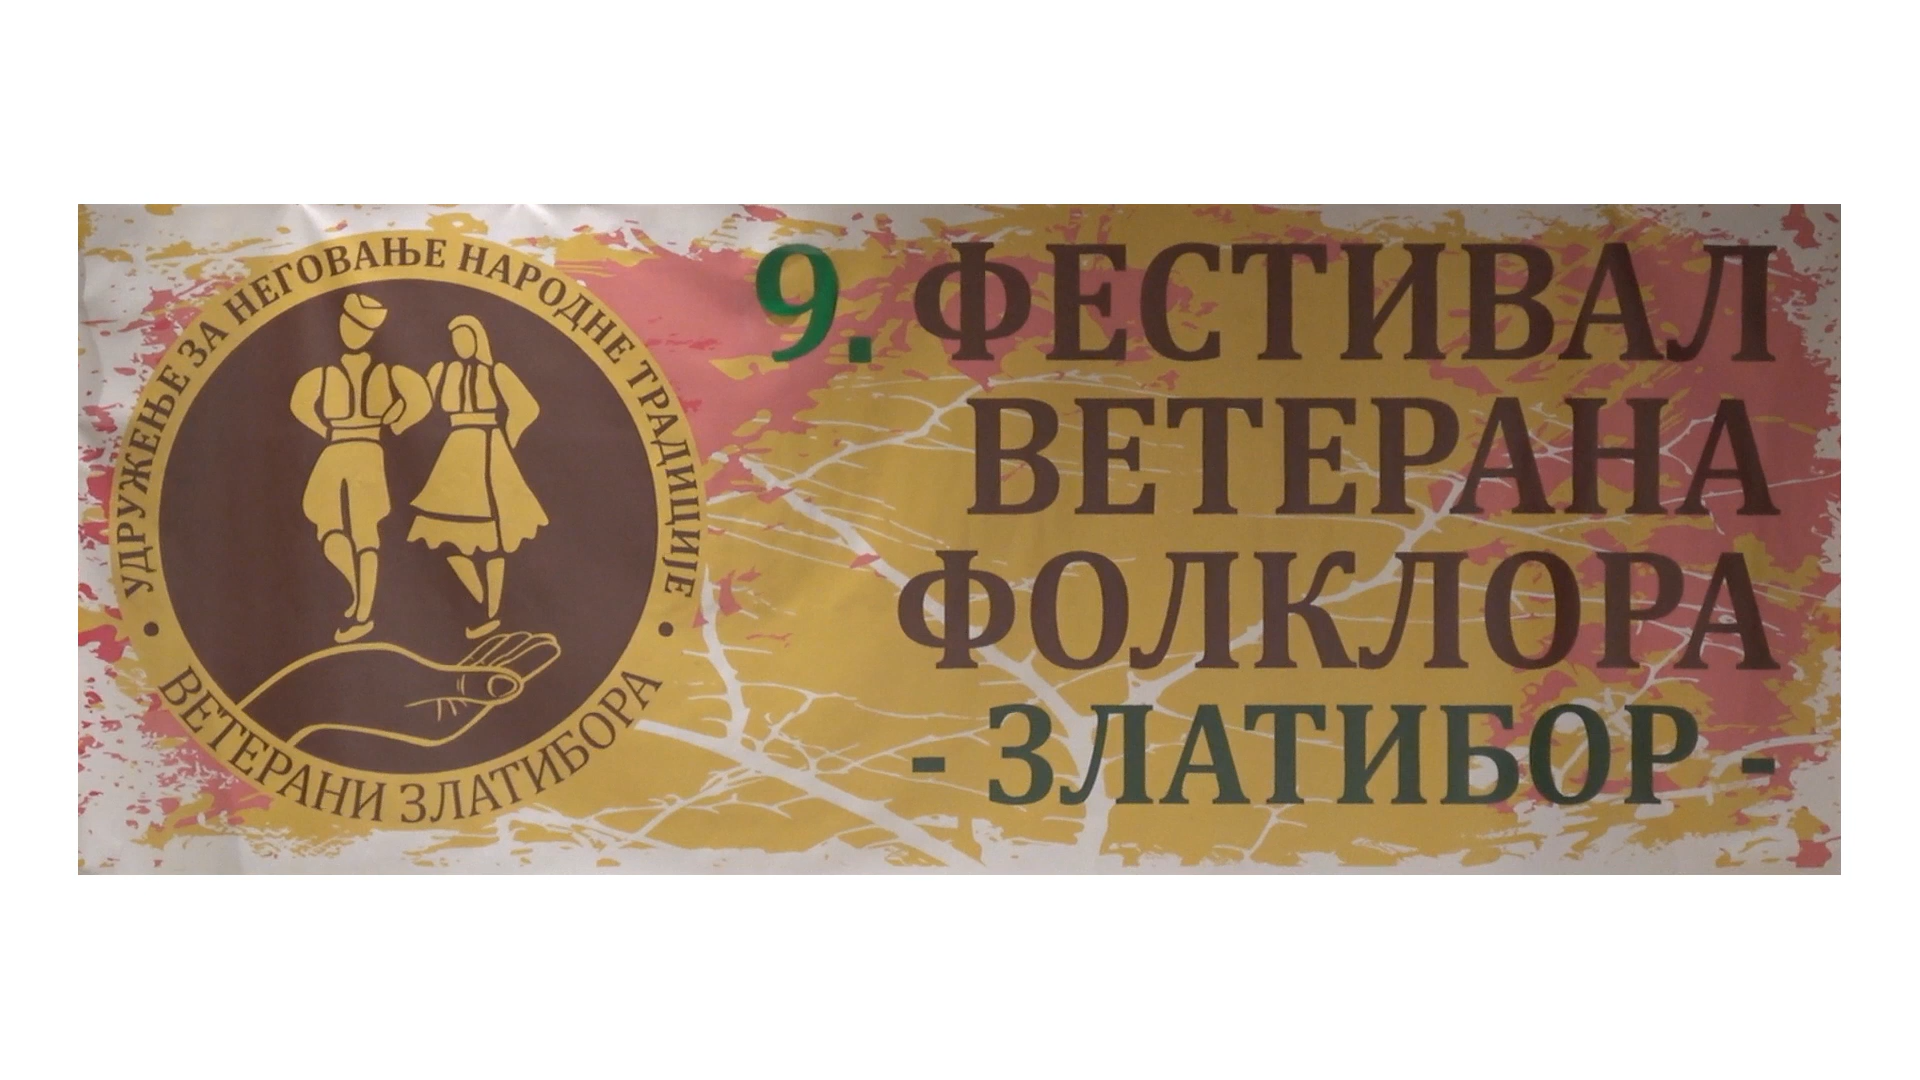 УДРУЖЕЊЕ ЗА НЕГОВАЊЕ НАРОДНЕ ТРАДИЦИЈЕ
ВЕТЕРАНИ ЗЛАТИБОРА
9. ФЕСТИВАЛ
ВЕТЕРАНА
ФОЛКЛОРА
- ЗЛАТИБОР -